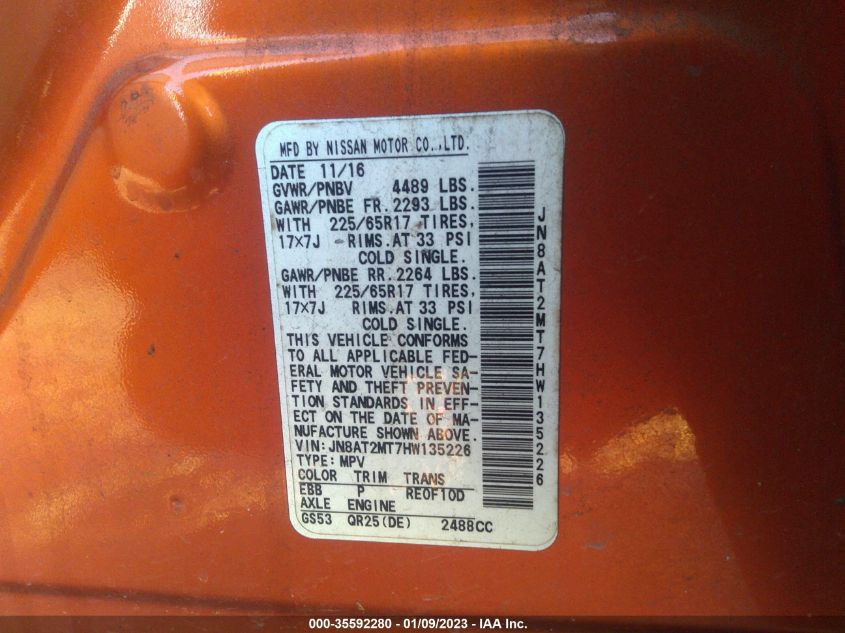 MFD BY NISSAN MOTOR CO.,LTD.
DATE 11/16
GVWR/PNBV 4489 LBS.
GAWR/PNBE FR. 2293 LBS.
WITH 225/65R17 TIRES,
17×7J RIMS.AT 33 PSI
COLD SINGLE.
GAWR/PNBE RR. 2264 LBS.
WITH 225/65R17 TIRES,
17×7J RIMS.AT 33 PSI
COLD SINGLE.
THIS VEHICLE CONFORMS
TO ALL APPLICABLE FED-
ERAL MOTOR VEHICLE SA-
FETY AND THEFT PREVEN-
TION STANDARDS IN EFF-
ECT ON THE DATE OF MA-
NUFACTURE SHOWN ABOVE.
VIN:JN8AT2MT7HW135226
TYPE:MPV
COLOR TRIM TRANS
EBB P RE0F10D
AXLE ENGINE
GS53 QR25(DE) 2488CC
JN8AT2MT7HW135226
000-35592280 - 01/09/2023 - IAA Inc.